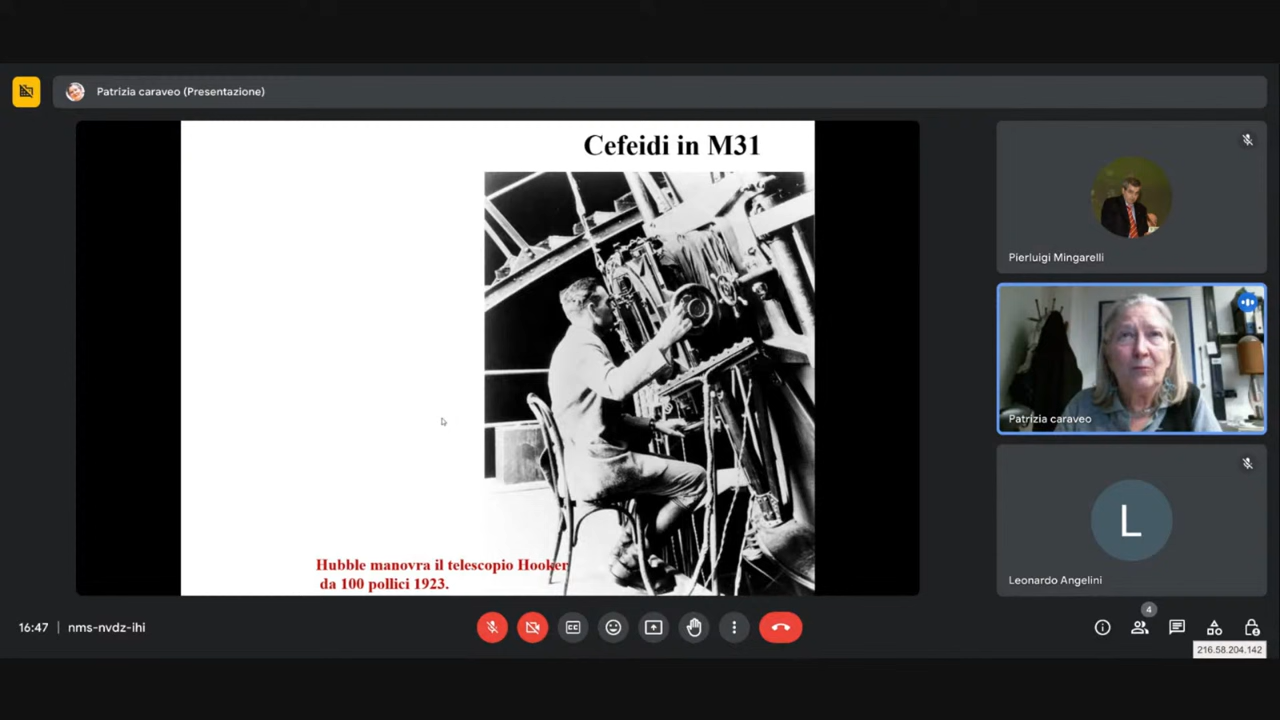 Patrizia caraveo (Presentazione)
Cefeidi in M31
Hubble manovra il telescopio Hooker
da 100 pollici 1923.
Pierluigi Mingarelli
Patrizia caraveo
L
Leonardo Angelini
16:47 | nms-nvdz-ihi
CC
4
216.58.204.142